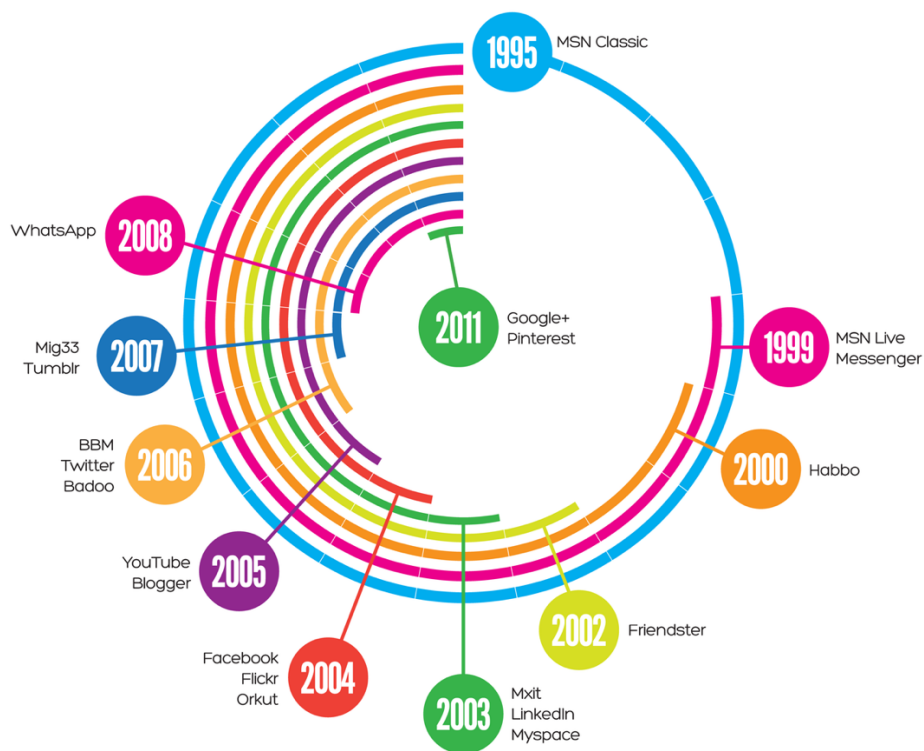 1995
MSN Classic
1999
MSN Live
Messenger
2000
Habbo
2002
Friendster
2003
Mxit
LinkedIn
Myspace
2004
Facebook
Flickr
Orkut
2005
YouTube
Blogger
2006
BBM
Twitter
Badoo
2007
Mig33
Tumblr
2008
WhatsApp
2011
Google+
Pinterest